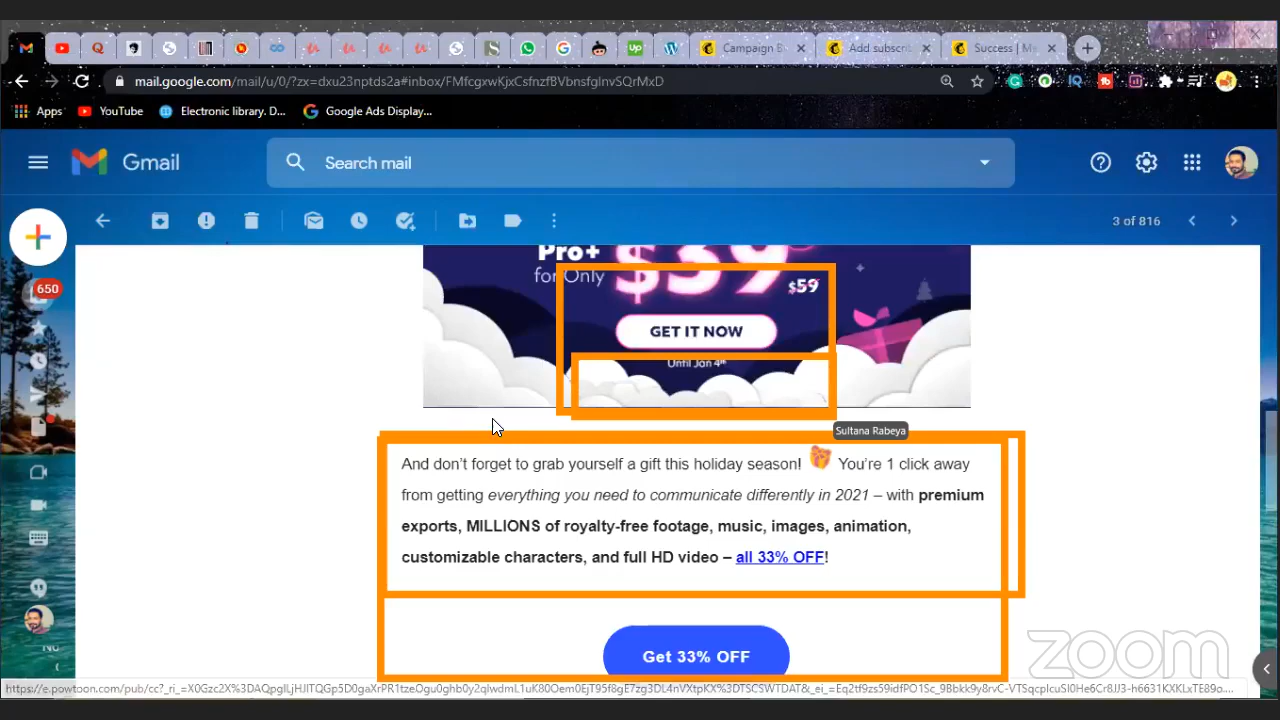 Campaign B
Add subscri
Success | M
mail.google.com/mail/u/0/?zx=dxu23nptds2a#inbox/FMfcgxwKjxCsfnzfBVbnsfglnvSQrMxD
Apps
YouTube
Electronic library. D...
Google Ads Display...
Gmail
Search mail
3 of 816
650
Pro+
for Only
$39
$59
GET IT NOW
Until Jan 4th
Sultana Rabeya
And don't forget to grab yourself a gift this holiday season! You're 1 click away
from getting everything you need to communicate differently in 2021 – with premium
exports, MILLIONS of royalty-free footage, music, images, animation,
customizable characters, and full HD video – all 33% OFF!
Get 33% OFF
zoom